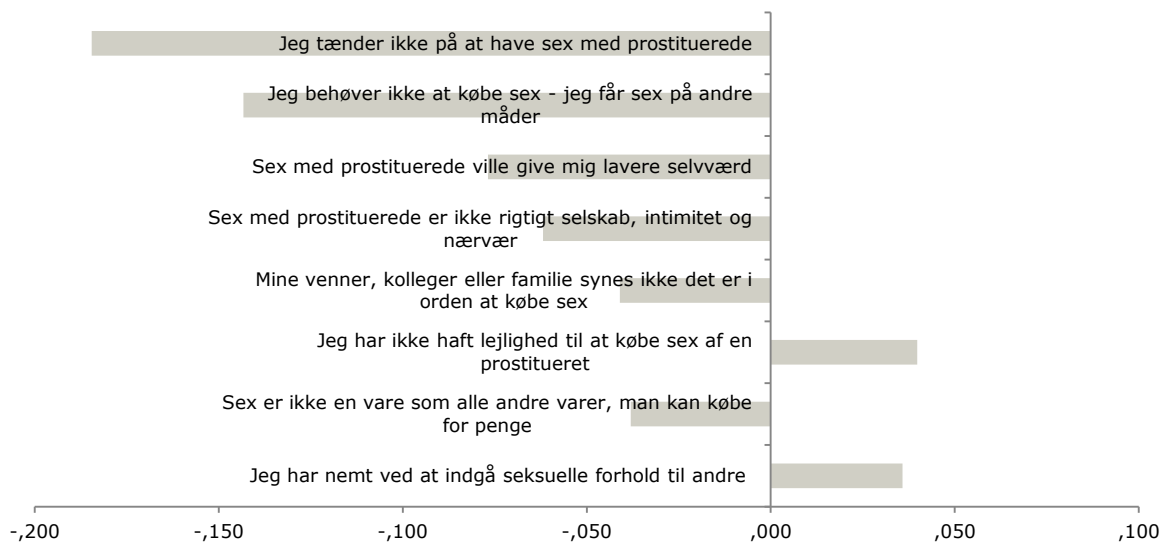 Jeg tænder ikke på at have sex med prostituerede
Jeg behøver ikke at købe sex - jeg får sex på andre
måder
Sex med prostituerede ville give mig lavere selvværd
Sex med prostituerede er ikke rigtigt selskab, intimitet og
nærvær
Mine venner, kolleger eller familie synes ikke det er i
orden at købe sex
Jeg har ikke haft lejlighed til at købe sex af en
prostitueret
Sex er ikke en vare som alle andre varer, man kan købe
for penge
Jeg har nemt ved at indgå seksuelle forhold til andre
-,200 -,150 -,100 -,050 ,000 ,050 ,100